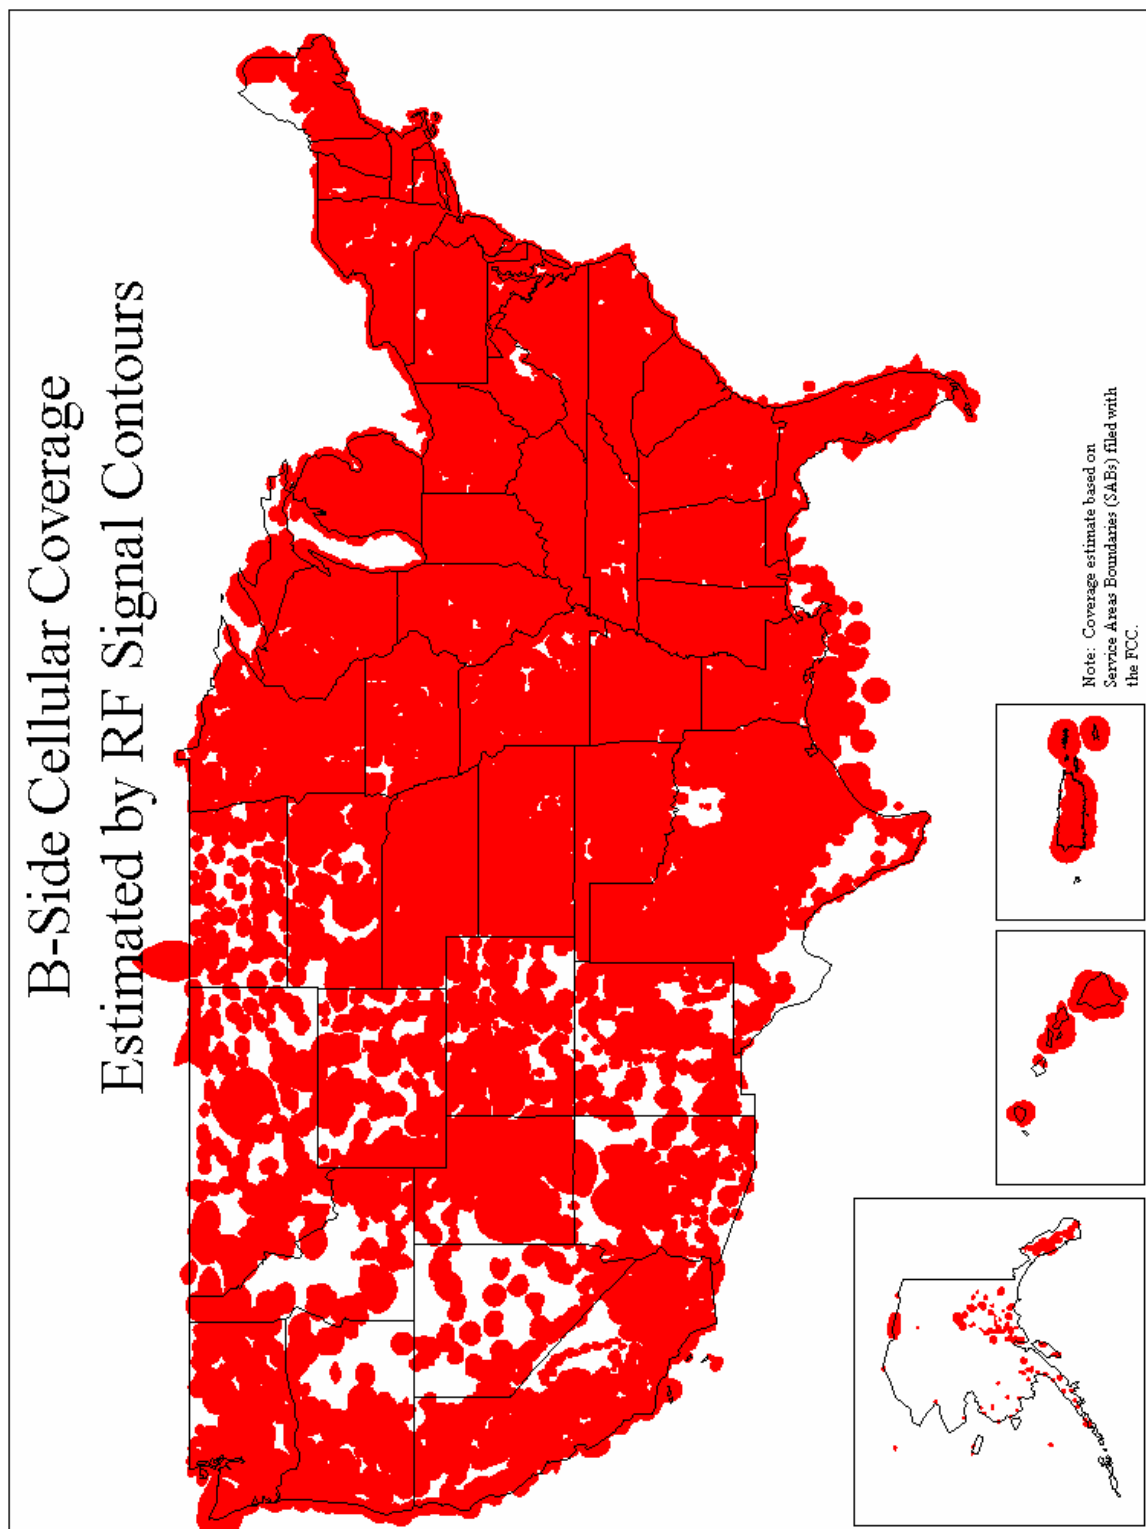 B-Side Cellular Coverage
Estimated by RF Signal Contours
Note: Coverage estimate based on
Service Areas Boundaries (SABs) filed with
the FCC.